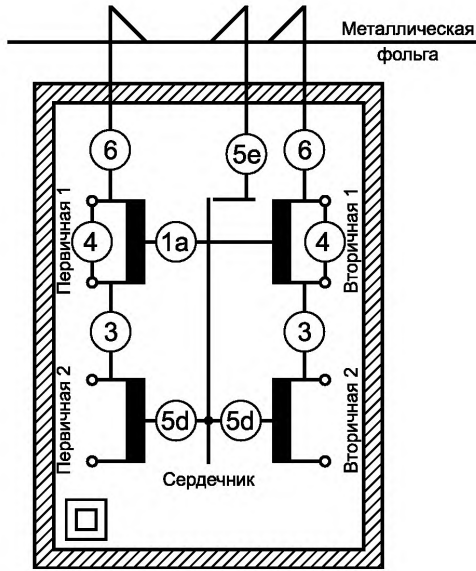 Металлическая
фольга
6
5e
6
Первичная 1
4
1a
4
Вторичная 1
3
3
Первичная 2
5d
5d
Вторичная 2
Сердечник